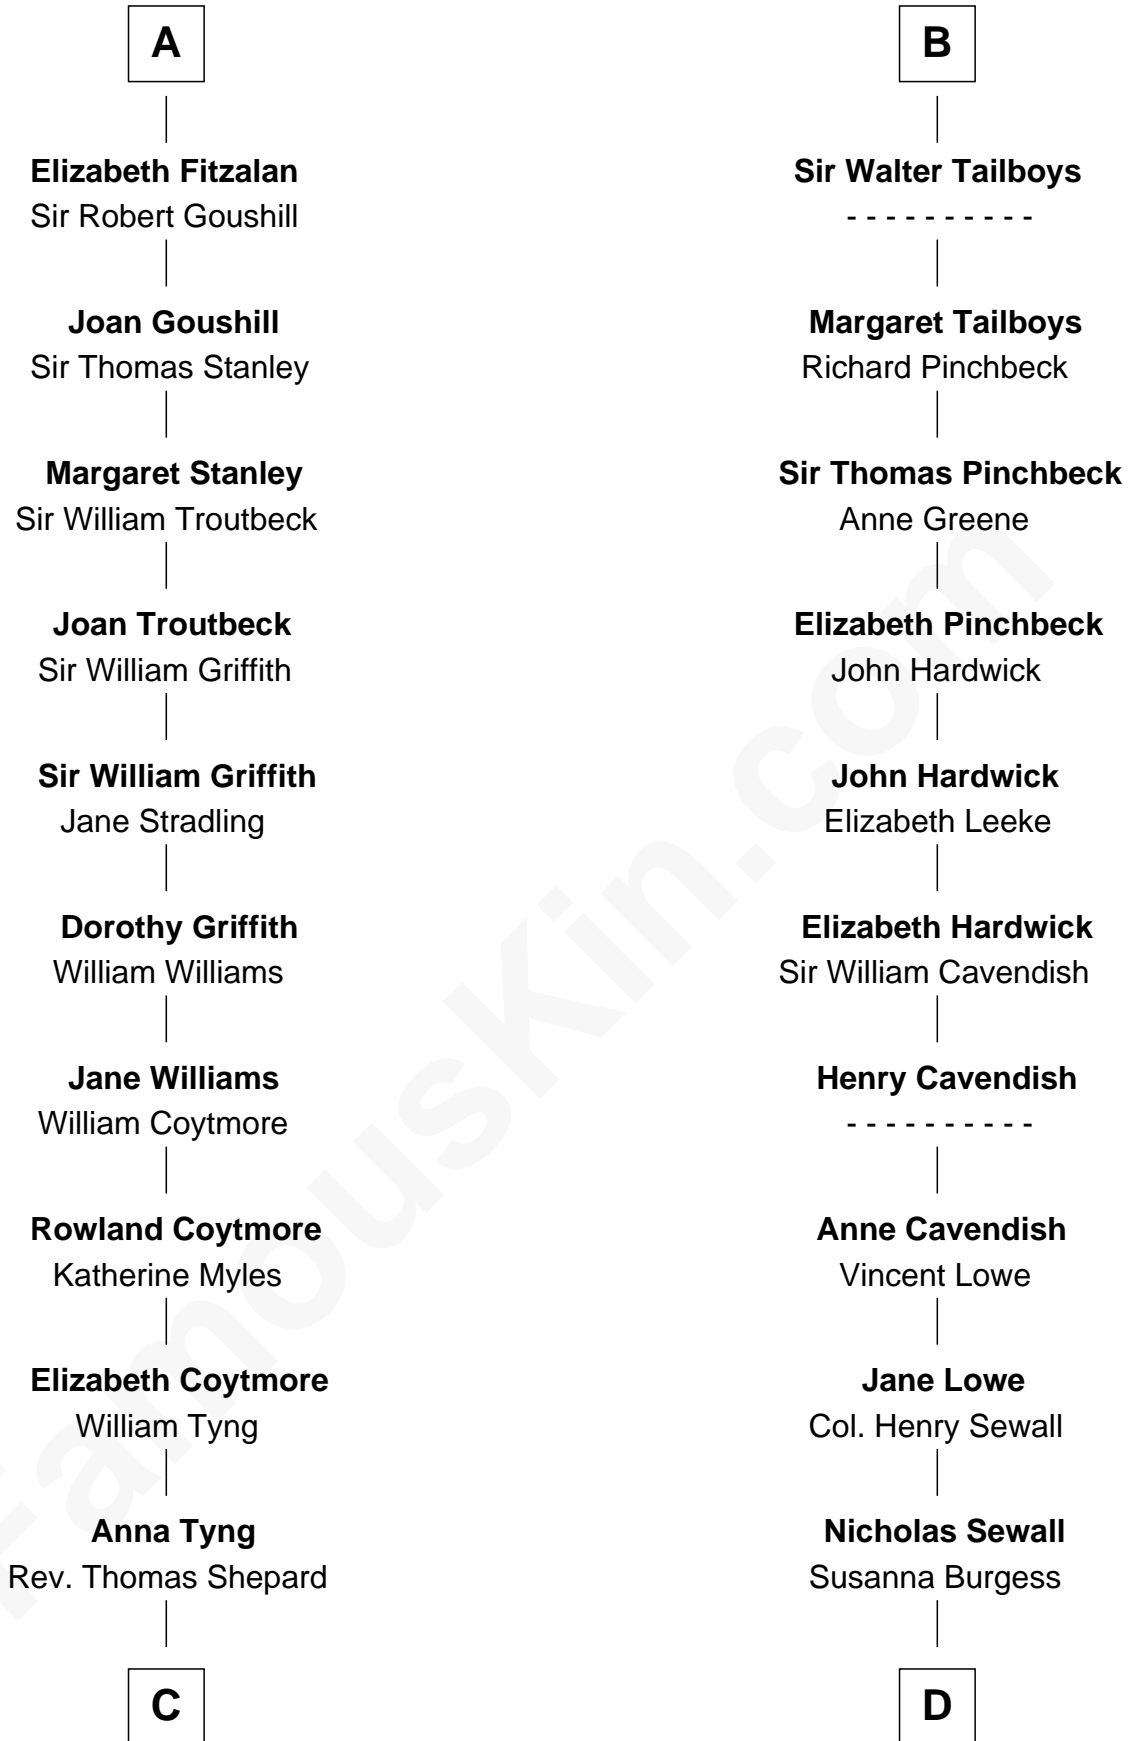 A
Elizabeth Fitzalan
Sir Robert Goushill
Joan Goushill
Sir Thomas Stanley
Margaret Stanley
Sir William Troutbeck
Joan Troutbeck
Sir William Griffith
Sir William Griffith
Jane Stradling
Dorothy Griffith
William Williams
Jane Williams
William Coytmore
Rowland Coytmore
Katherine Myles
Elizabeth Coytmore
William Tyng
Anna Tyng
Rev. Thomas Shepard
C
B
Sir Walter Tailboys
- - - - - - - - - -
Margaret Tailboys
Richard Pinchbeck
Sir Thomas Pinchbeck
Anne Greene
Elizabeth Pinchbeck
John Hardwick
John Hardwick
Elizabeth Leeke
Elizabeth Hardwick
Sir William Cavendish
Henry Cavendish
- - - - - - - - - -
Anne Cavendish
Vincent Lowe
Jane Lowe
Col. Henry Sewall
Nicholas Sewall
Susanna Burgess
D
FamousKin.com